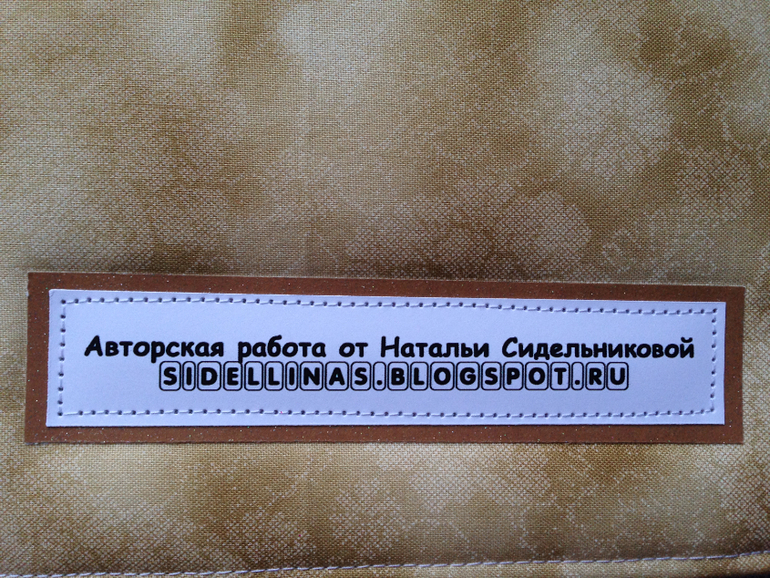 Авторская работа от Натальи Сидельниковой
SIDELLINAS.BLOGSPOT.RU